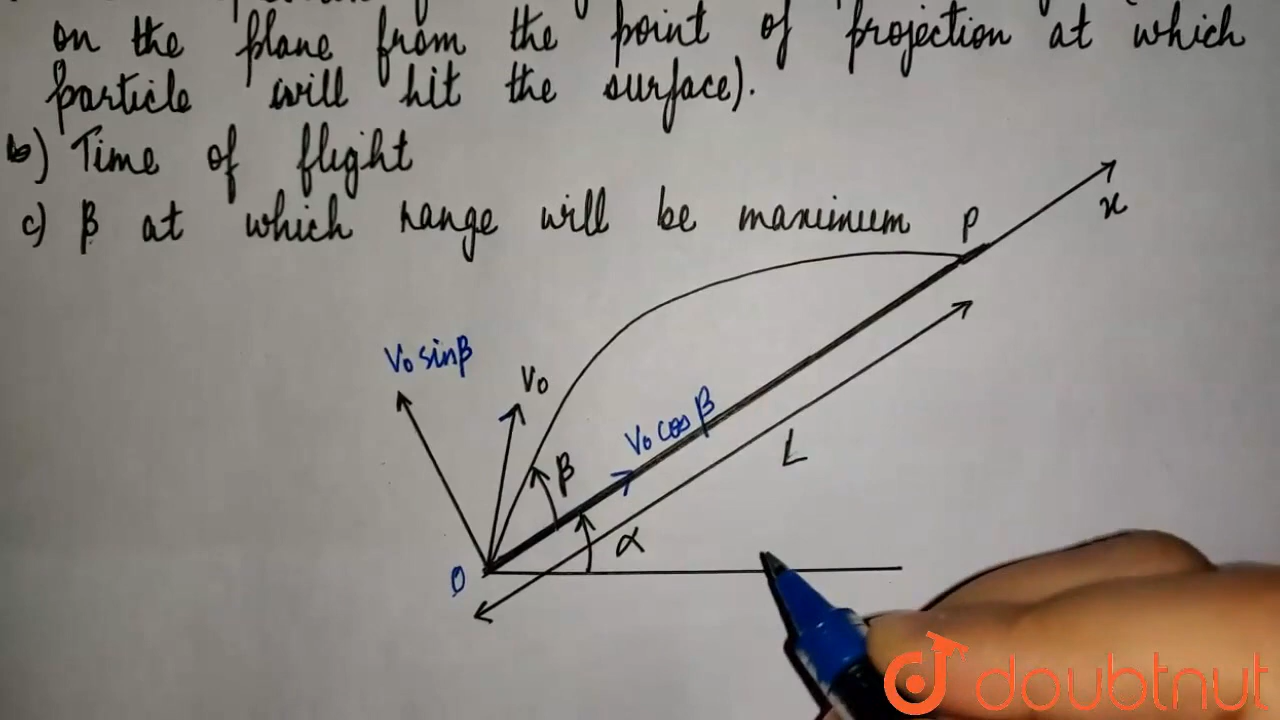 on the plane from the point of projection at which
particle will hit the surface).
b) Time of flight
c) β at which range will be maximum
P
x
V₀ sinβ
V₀
V₀ cos β
β
L
α
O
doubtnut